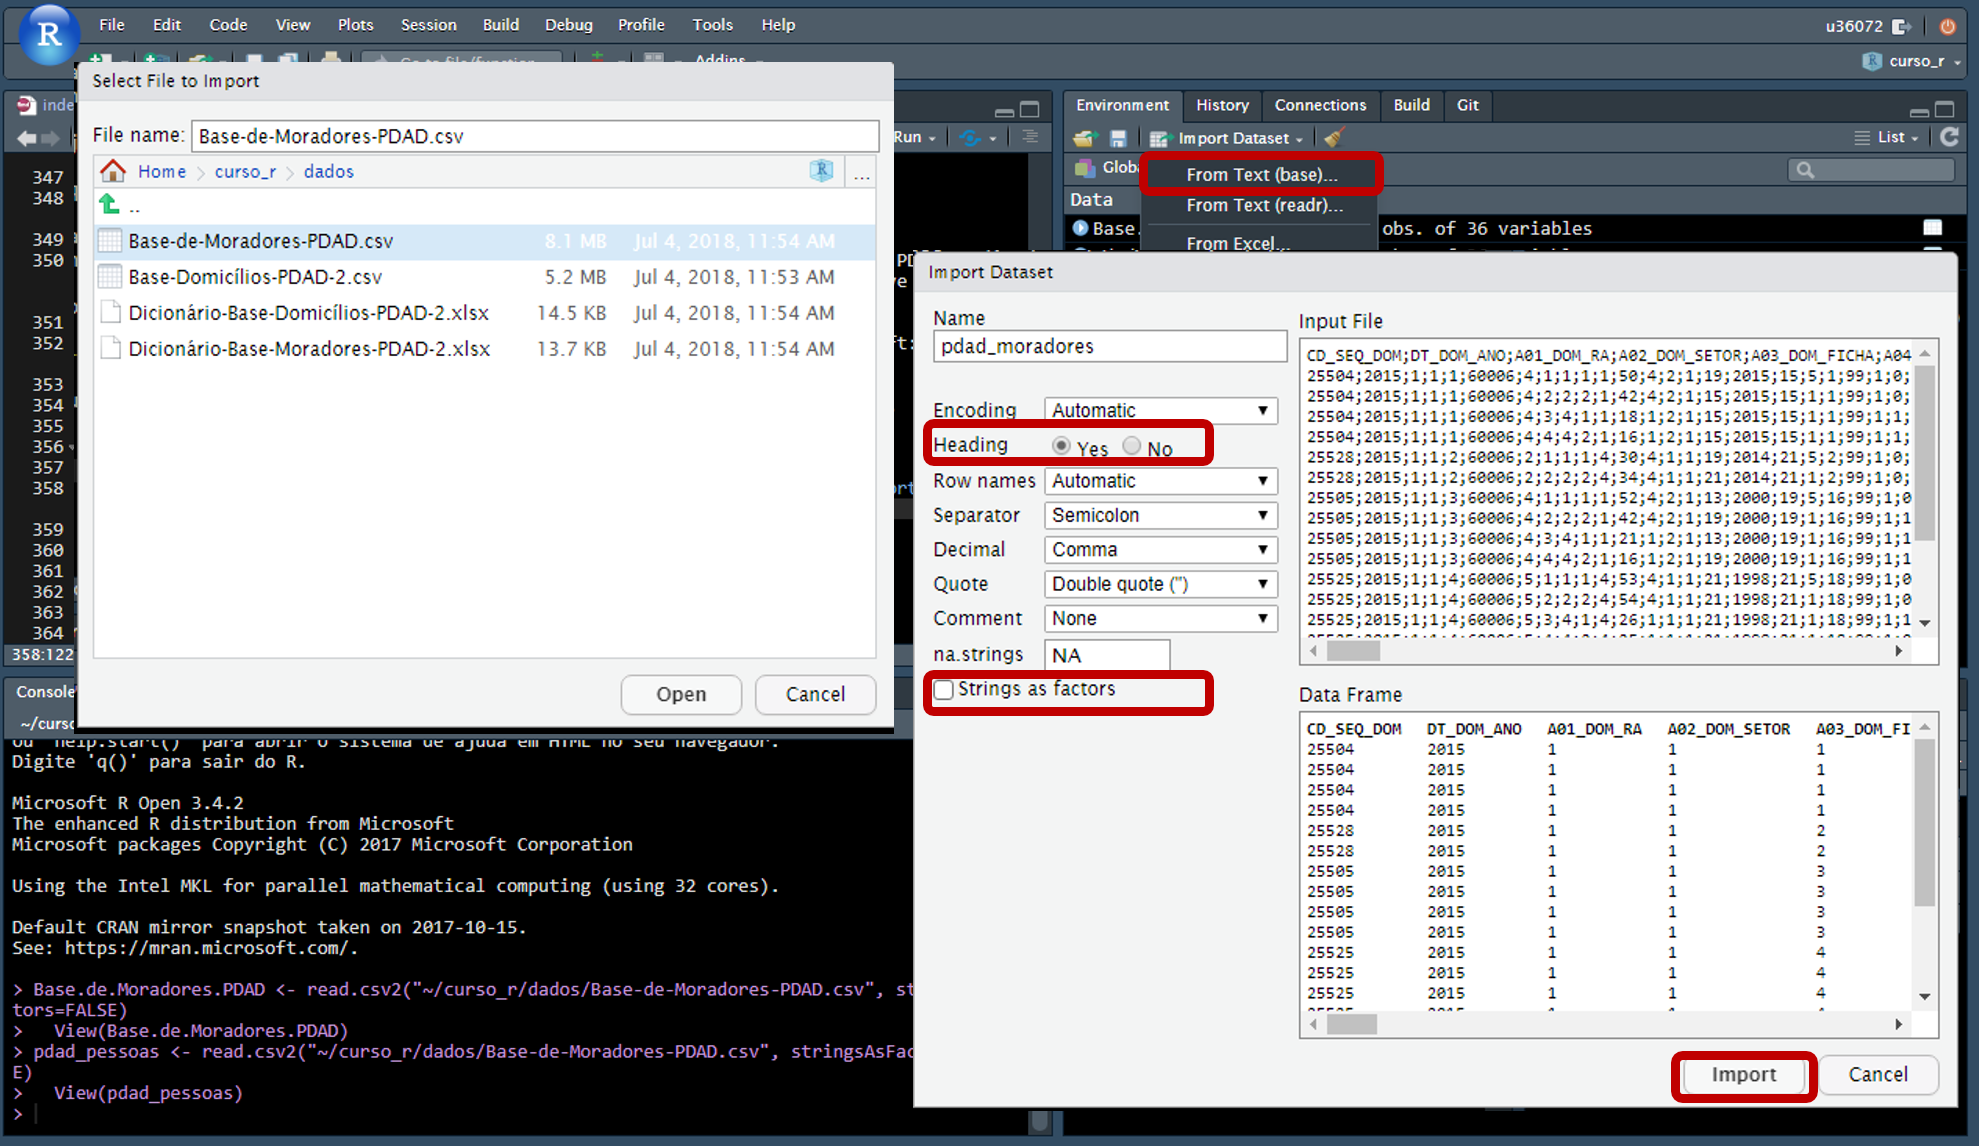 R
File Edit Code View Plots Session Build Debug Profile Tools Help
u36072
Addins
R curso_r
Select File to Import
File name: Base-de-Moradores-PDAD.csv
Home curso_r dados
R
...
..
Base-de-Moradores-PDAD.csv 8.1 MB Jul 4, 2018, 11:54 AM
Base-Domicílios-PDAD-2.csv 5.2 MB Jul 4, 2018, 11:53 AM
Dicionário-Base-Domicílios-PDAD-2.xlsx 14.5 KB Jul 4, 2018, 11:54 AM
Dicionário-Base-Moradores-PDAD-2.xlsx 13.7 KB Jul 4, 2018, 11:54 AM
Open Cancel
inde
Run
347
348
349
350
351
352
353
354
355
356
357
358
359
360
361
362
363
364
358:122
Environment History Connections Build Git
Import Dataset
List
Globa
From Text (base)...
From Text (readr)...
From Excel...
Data
Base. obs. of 36 variables
Import Dataset
Name
pdad_moradores
Encoding Automatic
Heading Yes No
Row names Automatic
Separator Semicolon
Decimal Comma
Quote Double quote (")
Comment None
na.strings NA
Strings as factors
Input File
CD_SEQ_DOM;DT_DOM_ANO;A01_DOM_RA;A02_DOM_SETOR;A03_DOM_FICHA;A04
25504;2015;1;1;1;60006;4;1;1;1;1;50;4;2;1;19;2015;15;5;1;99;1;0;
25504;2015;1;1;1;60006;4;2;2;2;1;42;4;2;1;15;2015;15;1;1;99;1;0;
25504;2015;1;1;1;60006;4;3;4;1;1;18;1;2;1;15;2015;15;1;1;99;1;1;
25504;2015;1;1;1;60006;4;4;4;2;1;16;1;2;1;15;2015;15;1;1;99;1;1;
25528;2015;1;1;2;60006;2;1;1;1;4;30;4;1;1;19;2014;21;5;2;99;1;0;
25528;2015;1;1;2;60006;2;2;2;2;4;34;4;1;1;21;2014;21;1;2;99;1;0;
25505;2015;1;1;3;60006;4;1;1;1;1;52;4;2;1;13;2000;19;5;16;99;1;0
25505;2015;1;1;3;60006;4;2;2;2;1;42;4;2;1;19;2000;19;1;16;99;1;1
25505;2015;1;1;3;60006;4;3;4;1;1;21;1;2;1;13;2000;19;1;16;99;1;1
25505;2015;1;1;3;60006;4;4;4;2;1;16;1;2;1;19;2000;19;1;16;99;1;1
25525;2015;1;1;4;60006;5;1;1;1;4;53;4;1;1;21;1998;21;5;18;99;1;0
25525;2015;1;1;4;60006;5;2;2;2;4;54;4;1;1;21;1998;21;1;18;99;1;0
25525;2015;1;1;4;60006;5;3;4;1;4;26;1;1;1;21;1998;21;1;18;99;1;1
Data Frame
CD_SEQ_DOM DT_DOM_ANO A01_DOM_RA A02_DOM_SETOR A03_DOM_FI
25504 2015 1 1 1
25504 2015 1 1 1
25504 2015 1 1 1
25504 2015 1 1 1
25528 2015 1 1 2
25528 2015 1 1 2
25505 2015 1 1 3
25505 2015 1 1 3
25505 2015 1 1 3
25505 2015 1 1 3
25525 2015 1 1 4
25525 2015 1 1 4
25525 2015 1 1 4
Import Cancel
Console
~/curso
ou 'help.start()' para abrir o sistema de ajuda em HTML no seu navegador.
Digite 'q()' para sair do R.
Microsoft R Open 3.4.2
The enhanced R distribution from Microsoft
Microsoft packages Copyright (C) 2017 Microsoft Corporation
Using the Intel MKL for parallel mathematical computing (using 32 cores).
Default CRAN mirror snapshot taken on 2017-10-15.
See: https://mran.microsoft.com/.
> Base.de.Moradores.PDAD <- read.csv2("~/curso_r/dados/Base-de-Moradores-PDAD.csv", st
tors=FALSE)
> View(Base.de.Moradores.PDAD)
> pdad_pessoas <- read.csv2("~/curso_r/dados/Base-de-Moradores-PDAD.csv", stringsAsFac
E)
> View(pdad_pessoas)
>